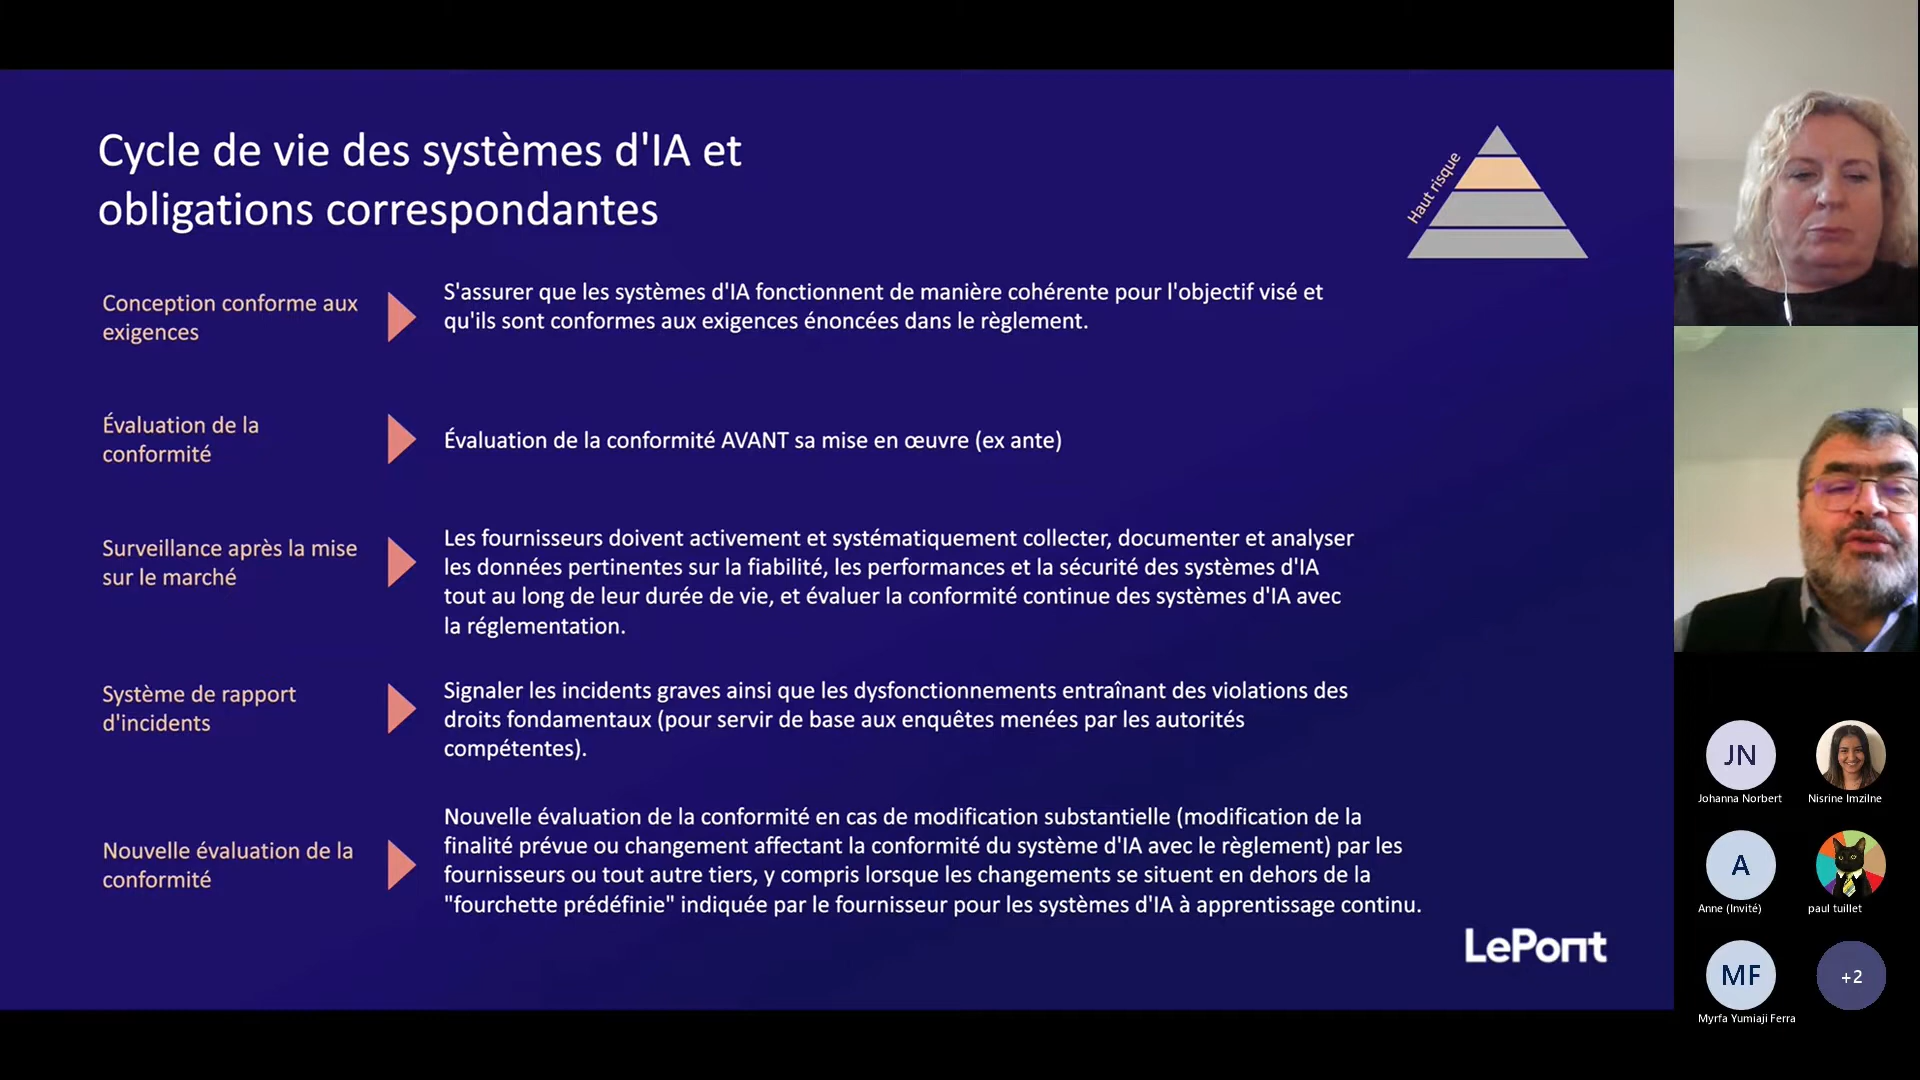 Cycle de vie des systèmes d'IA et
obligations correspondantes
Haut risque
Conception conforme aux
exigences
S'assurer que les systèmes d'IA fonctionnent de manière cohérente pour l'objectif visé et
qu'ils sont conformes aux exigences énoncées dans le règlement.
Évaluation de la
conformité
Évaluation de la conformité AVANT sa mise en œuvre (ex ante)
Surveillance après la mise
sur le marché
Les fournisseurs doivent activement et systématiquement collecter, documenter et analyser
les données pertinentes sur la fiabilité, les performances et la sécurité des systèmes d'IA
tout au long de leur durée de vie, et évaluer la conformité continue des systèmes d'IA avec
la réglementation.
Système de rapport
d'incidents
Signaler les incidents graves ainsi que les dysfonctionnements entraînant des violations des
droits fondamentaux (pour servir de base aux enquêtes menées par les autorités
compétentes).
Nouvelle évaluation de la
conformité
Nouvelle évaluation de la conformité en cas de modification substantielle (modification de la
finalité prévue ou changement affectant la conformité du système d'IA avec le règlement) par les
fournisseurs ou tout autre tiers, y compris lorsque les changements se situent en dehors de la
"fourchette prédéfinie" indiquée par le fournisseur pour les systèmes d'IA à apprentissage continu.
LePont
JN
Johanna Norbert
Nisrine Imzilne
A
Anne (Invité)
paul tuillet
MF
Myrfa Yumiaji Ferra
+2